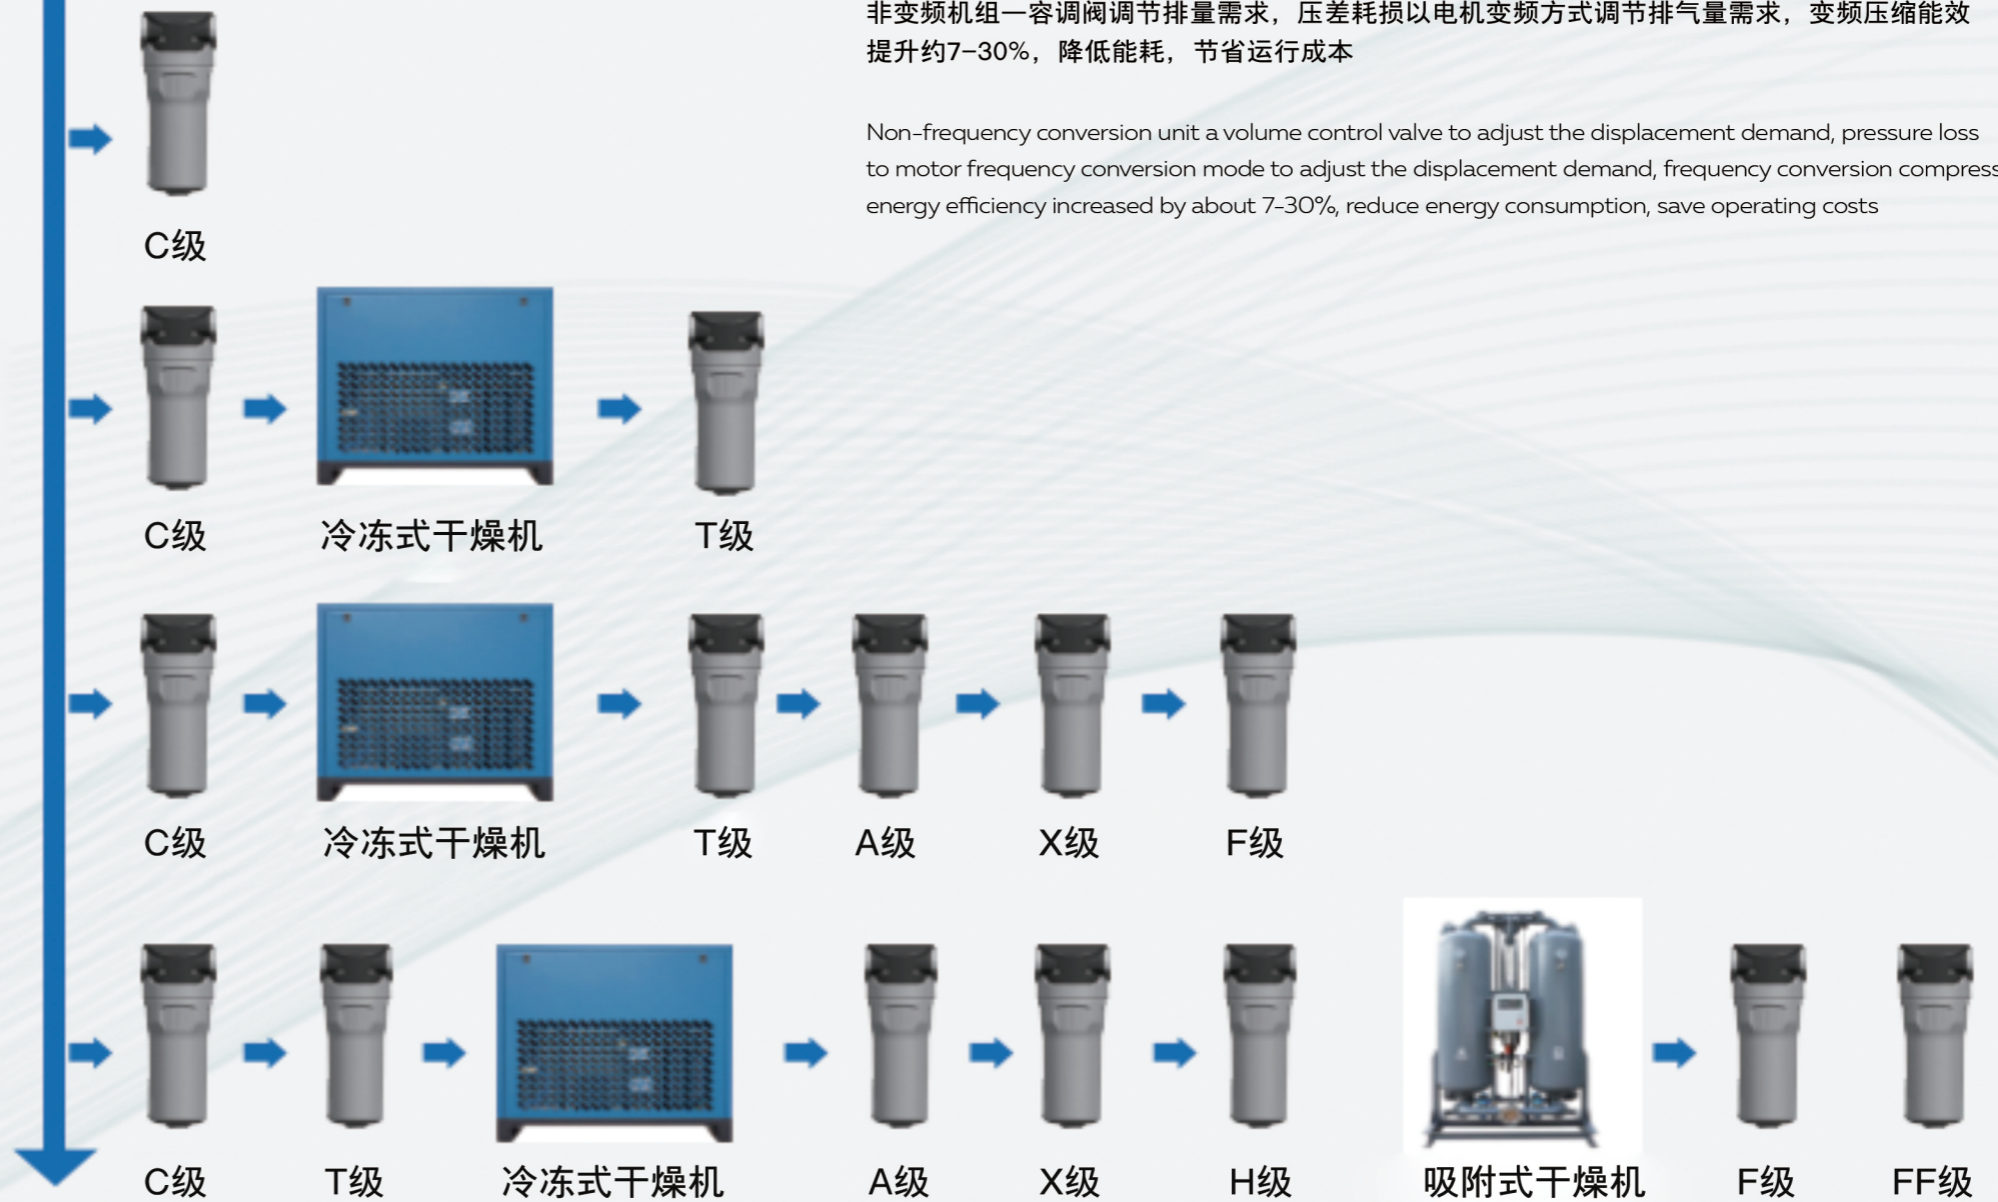 非变频机组一容调阀调节排量需求，压差耗损以电机变频方式调节排气量需求，变频压缩能效
提升约7-30%，降低能耗，节省运行成本
Non-frequency conversion unit a volume control valve to adjust the displacement demand, pressure loss
to motor frequency conversion mode to adjust the displacement demand, frequency conversion compress
energy efficiency increased by about 7-30%, reduce energy consumption, save operating costs
C级
C级 冷冻式干燥机 T级
C级 冷冻式干燥机 T级 A级 X级 F级
C级 T级 冷冻式干燥机 A级 X级 H级 吸附式干燥机 F级 FF级